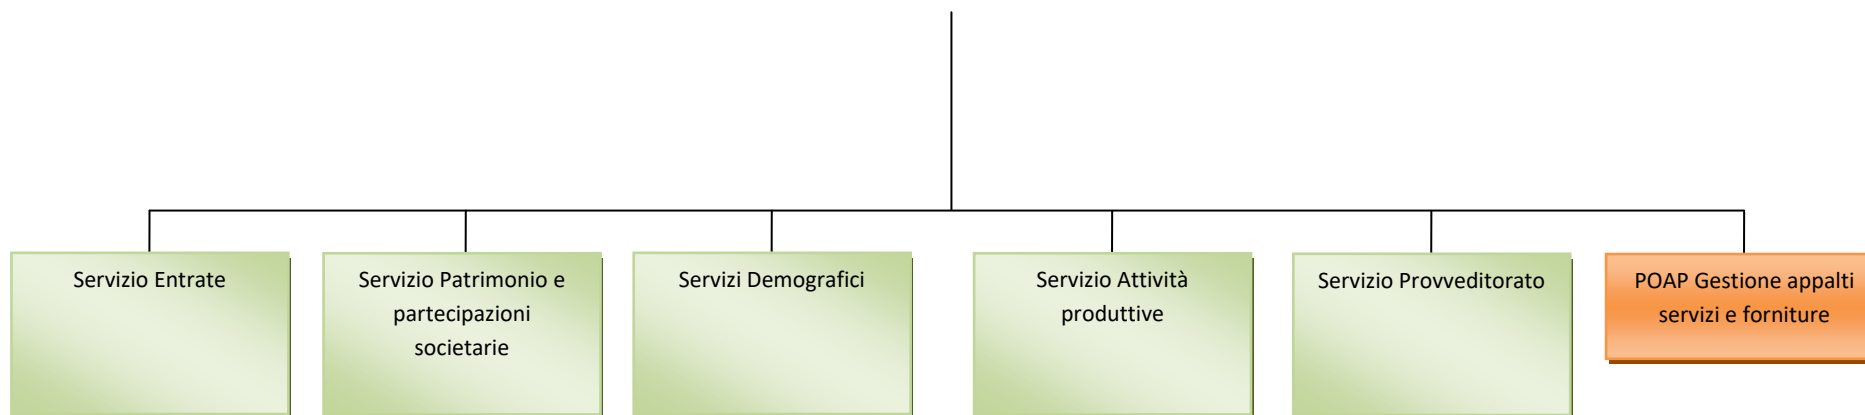 Servizio Entrate
Servizio Patrimonio e
partecipazioni
societarie
Servizi Demografici
Servizio Attività
produttive
Servizio Provveditorato
POAP Gestione appalti
servizi e forniture